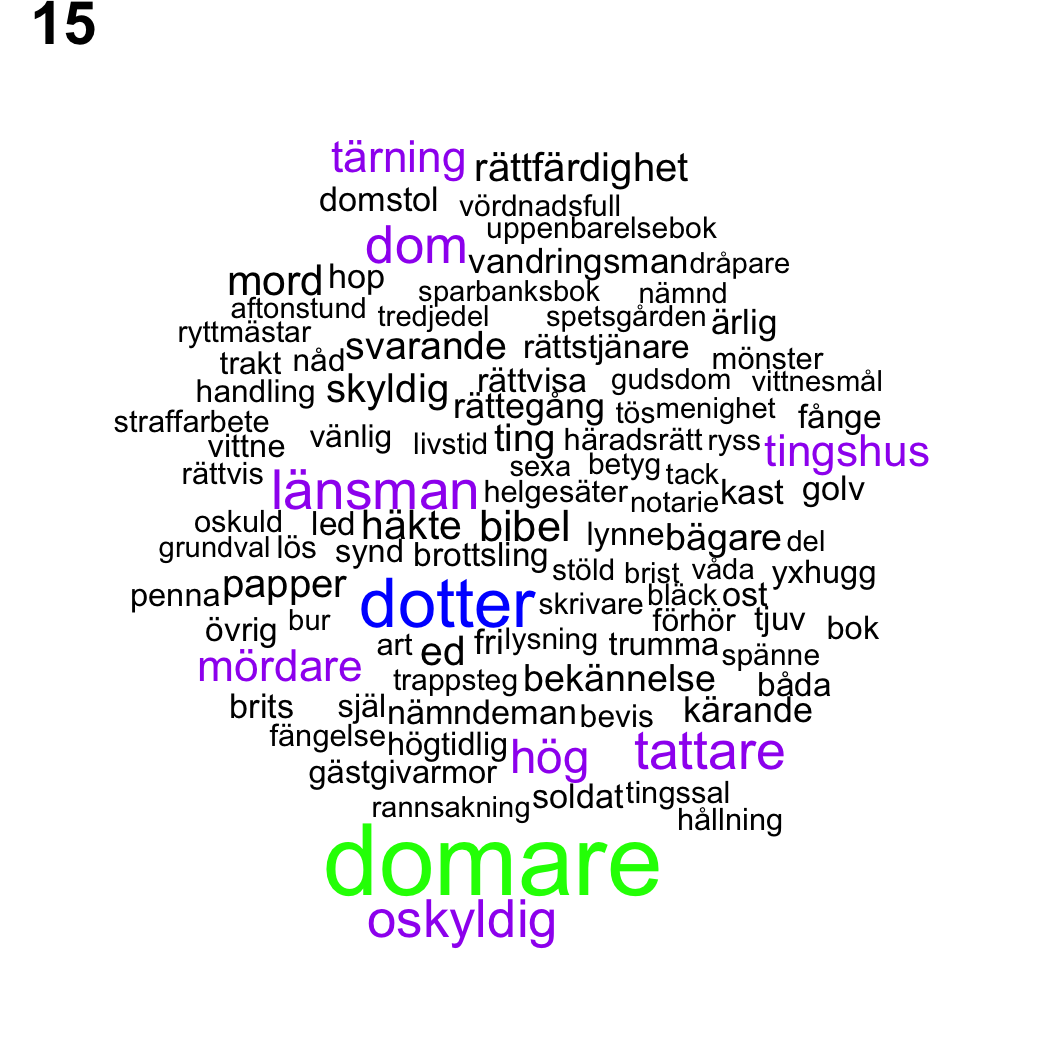 15
tärning rättfärdighet
domstol vördnadsfull
dom uppenbarelsebok
vandringsman dråpare
mord hop sparbanksbok nämnd
aftonstund tredjedel spetsgården ärlig
ryttmästar svarande rättstjänare mönster
trakt nåd
handling skyldig rättvisa gudsdom vittnesmål
straffarbete rättegång tös menighet fånge
vittne vänlig livstid ting häradsrätt ryss tingshus
rättvis sexa betyg tack
länsman helgesäter notarie kast golv
oskuld led häkte bibel lynne bägare del
grundval lös synd brottsling
stöld brist våda yxhugg
penna papper dotter skrivare bläck ost
övrig bur förhör tjuv bok
art ed fri lysning trumma spänne
mördare trappsteg bekännelse båda
brits själ nämndeman bevis kärande
fängelse högtidlig hög tattare
gästgivarmor
rannsakning soldat tingssal
hållning
domare
oskyldig